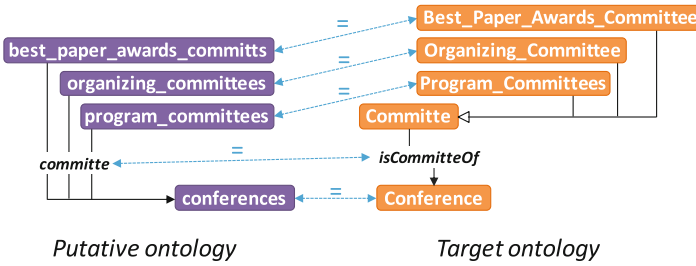 = Best_Paper_Awards_Committee
best_paper_awards_committs = Organizing_Committee
organizing_committees = Program_Committees
program_committees Committe
committe = isCommitteOf
conferences = Conference
Putative ontology Target ontology